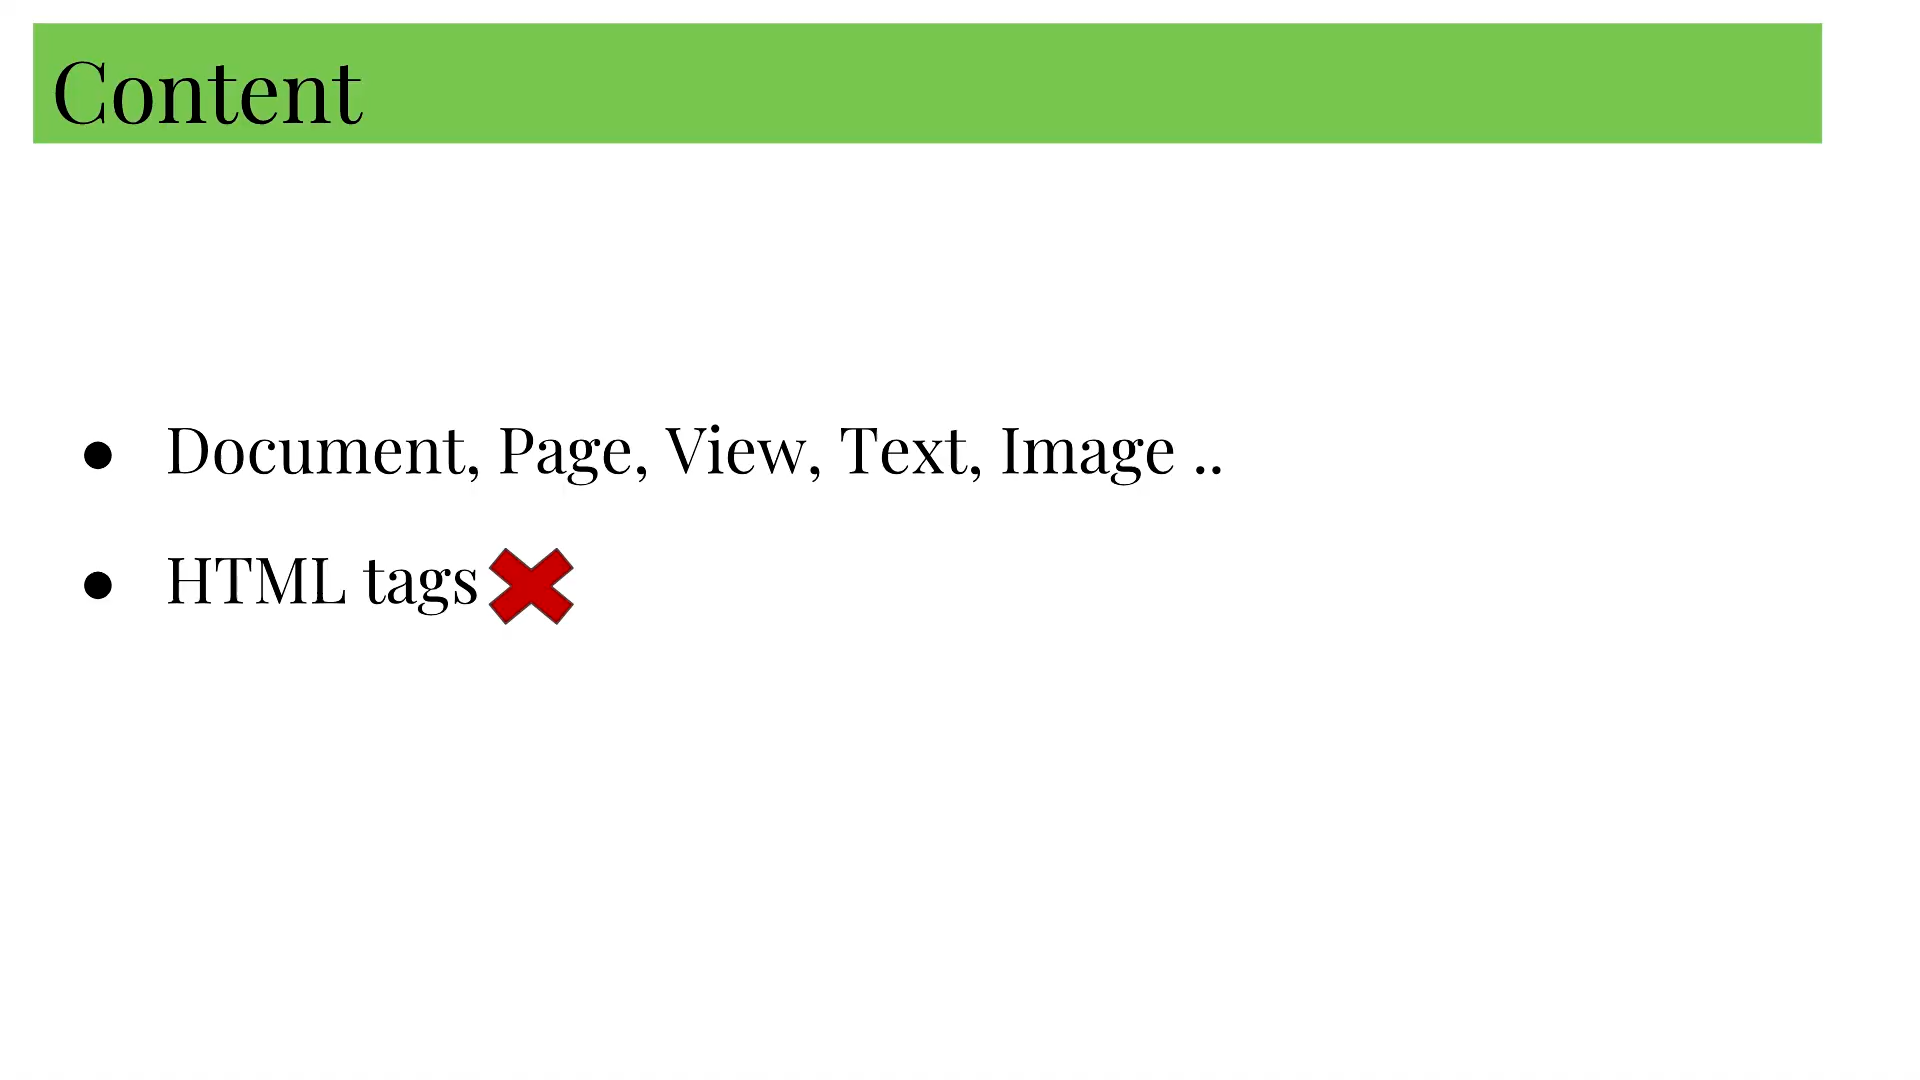 Content
● Document, Page, View, Text, Image ..
● HTML tags